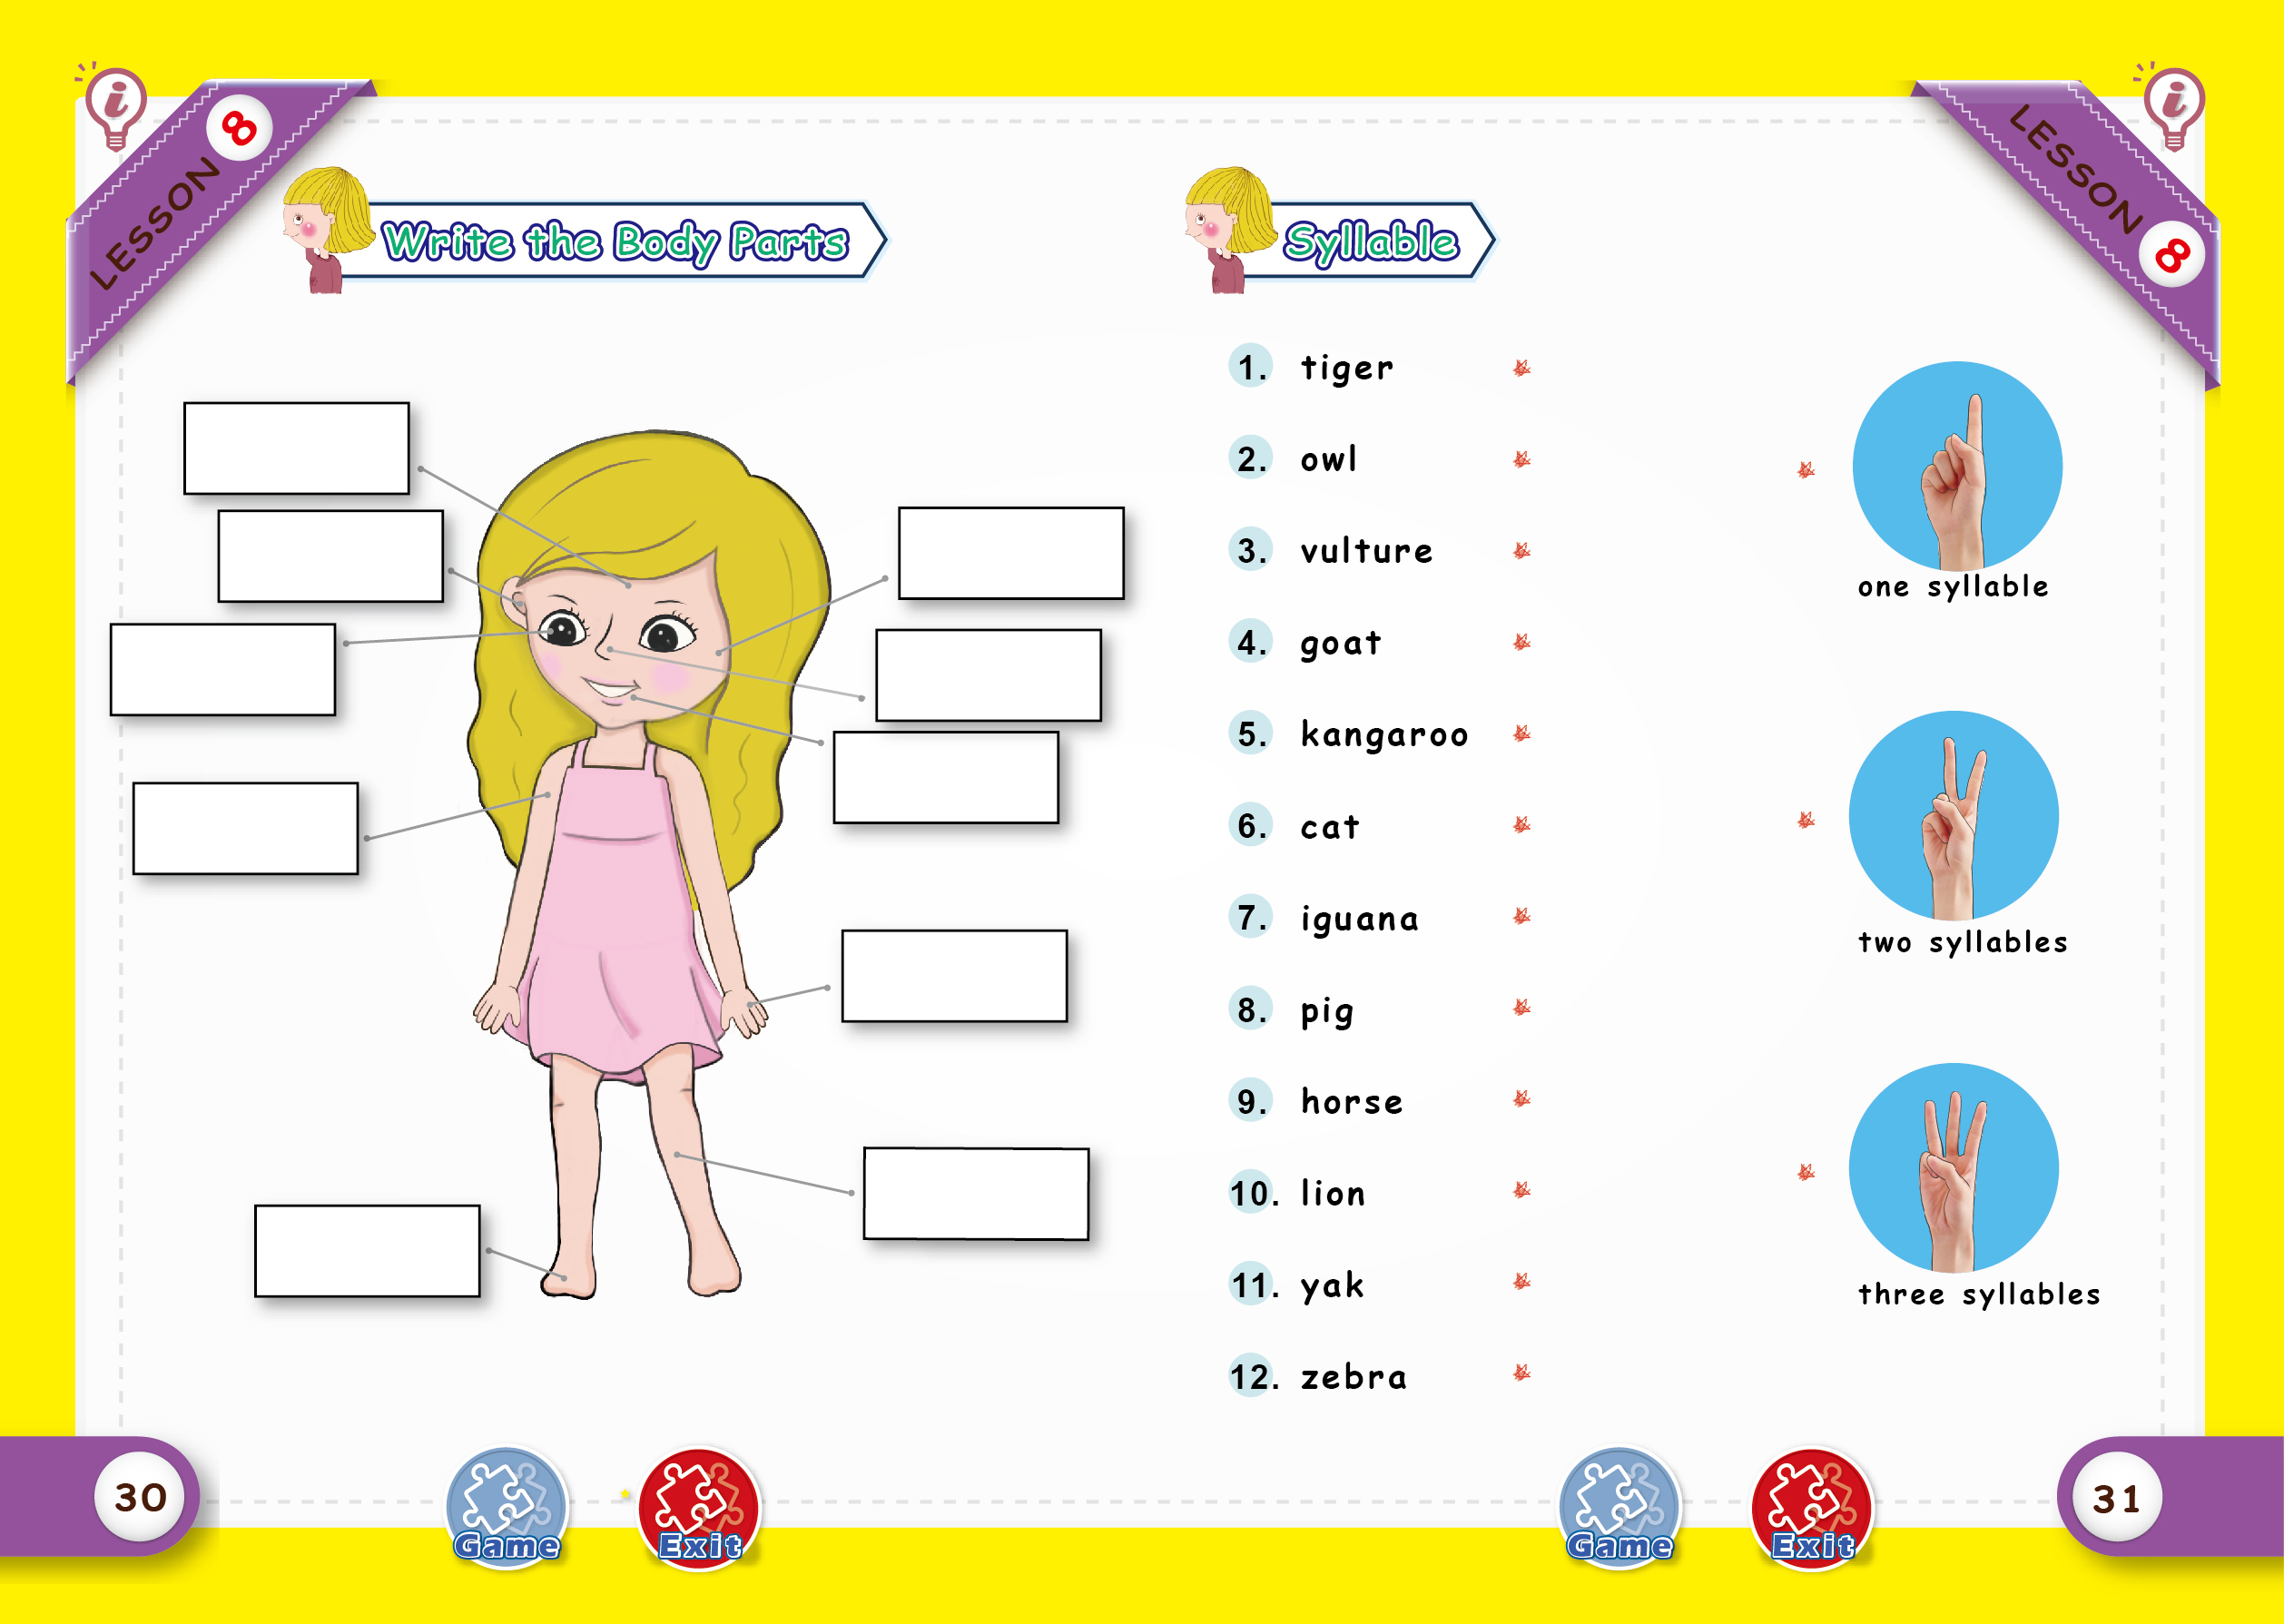 LESSON 8
Write the Body Parts
30
Game
Exit
LESSON 8
Syllable
1. tiger
2. owl
3. vulture
4. goat
5. kangaroo
6. cat
7. iguana
8. pig
9. horse
10. lion
11. yak
12. zebra
one syllable
two syllables
three syllables
Game
Exit
31